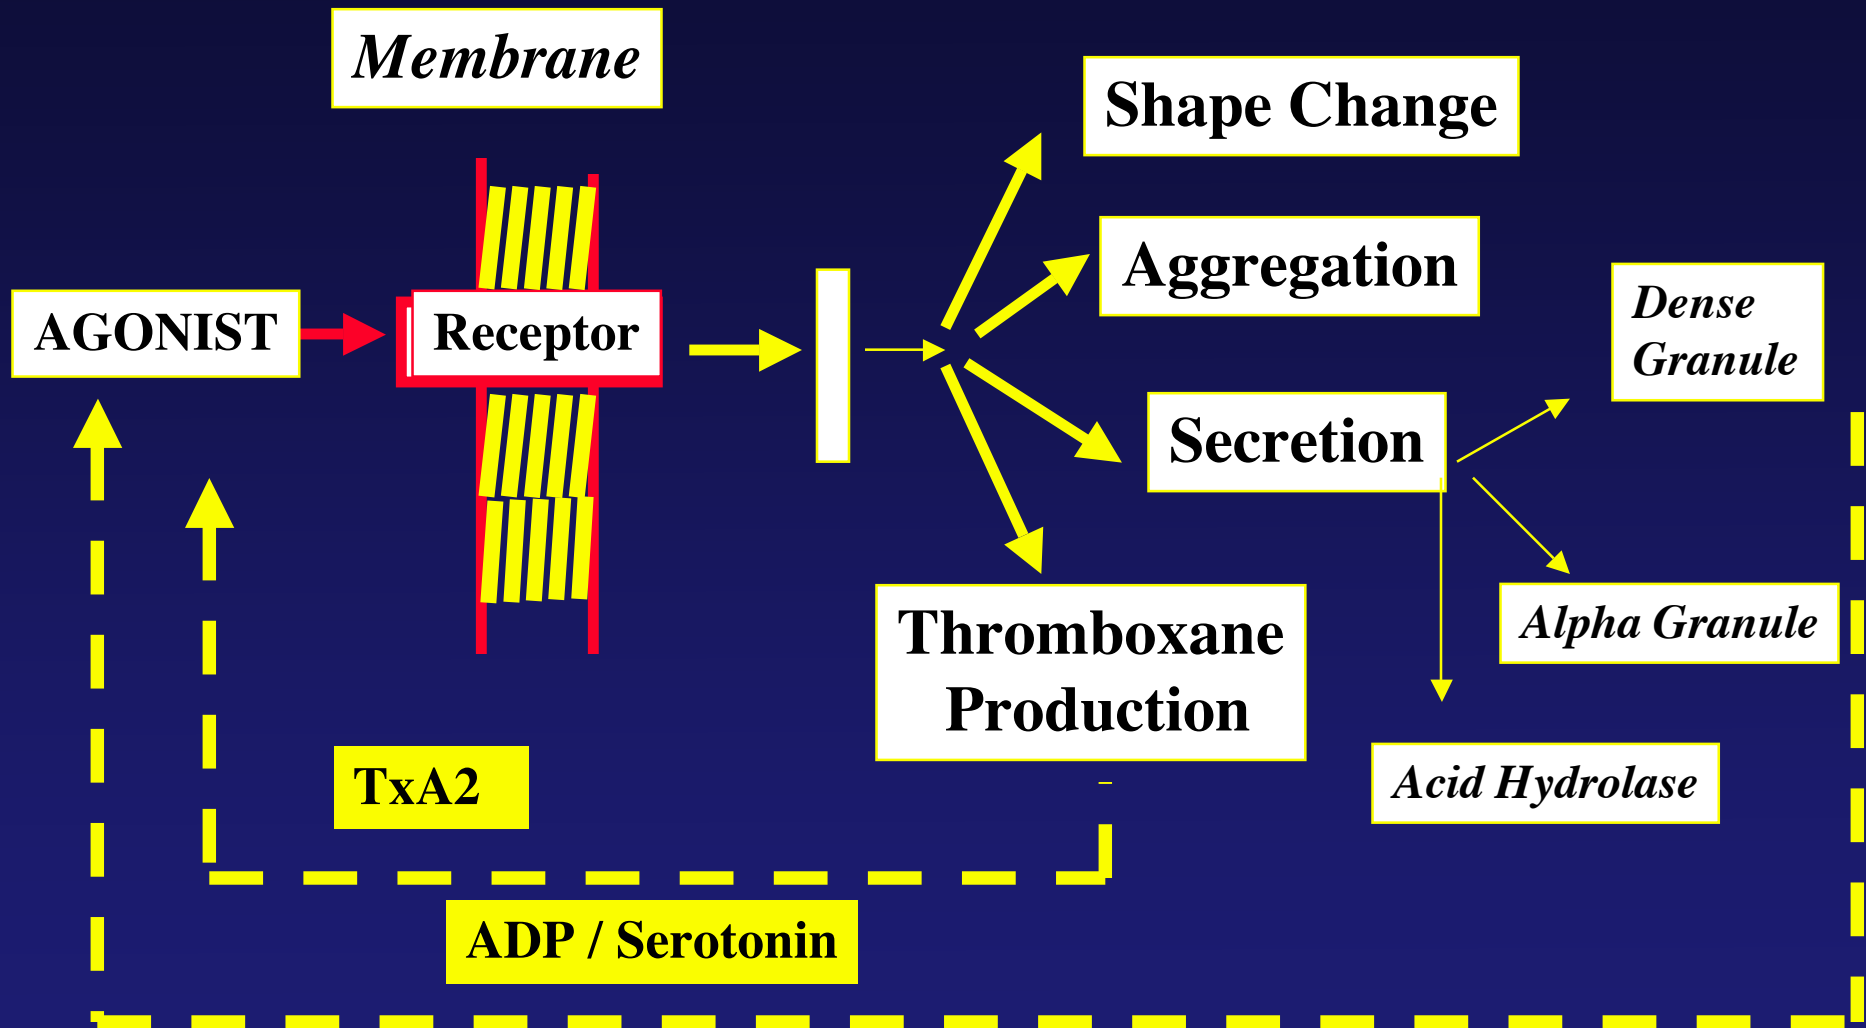 Membrane
Shape Change
Aggregation
Dense
Granule
AGONIST
Receptor
Secretion
Thromboxane
Production
Alpha Granule
TxA2
Acid Hydrolase
ADP / Serotonin